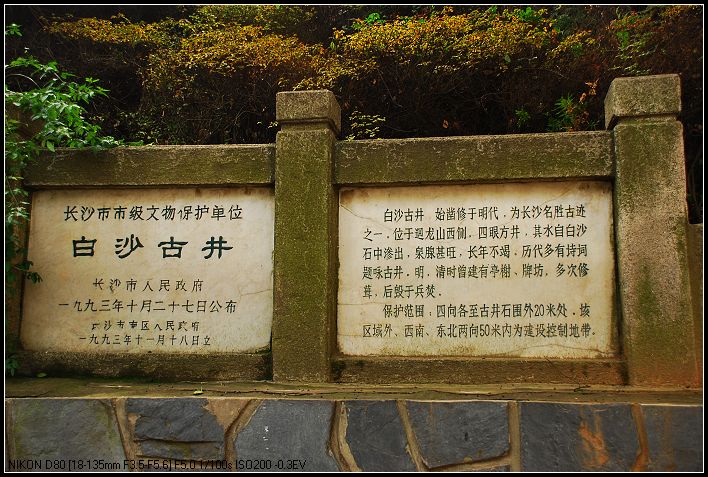 长沙市市级文物保护单位
白沙古井
长沙市人民政府
一九九三年十月二十七日公布
长沙市南区人民政府
一九九三年十一月十八日立
白沙古井，始凿修于明代，为长沙名胜古迹
之一，位于迴龙山西侧，四眼方井，其水自白沙
石中渗出，泉腺甚旺，长年不竭，历代多有诗词
题咏古井。明，清时曾建有亭榭、牌坊，多次修
葺，后毁于兵焚。
保护范围：四向各至古井石围外20米处。该
区域外、西南、东北两向50米内为建设控制地带。
NIKON D80 [18-135mm F3.5-F5.6] F5.0 1/100s ISO200 -0.3EV